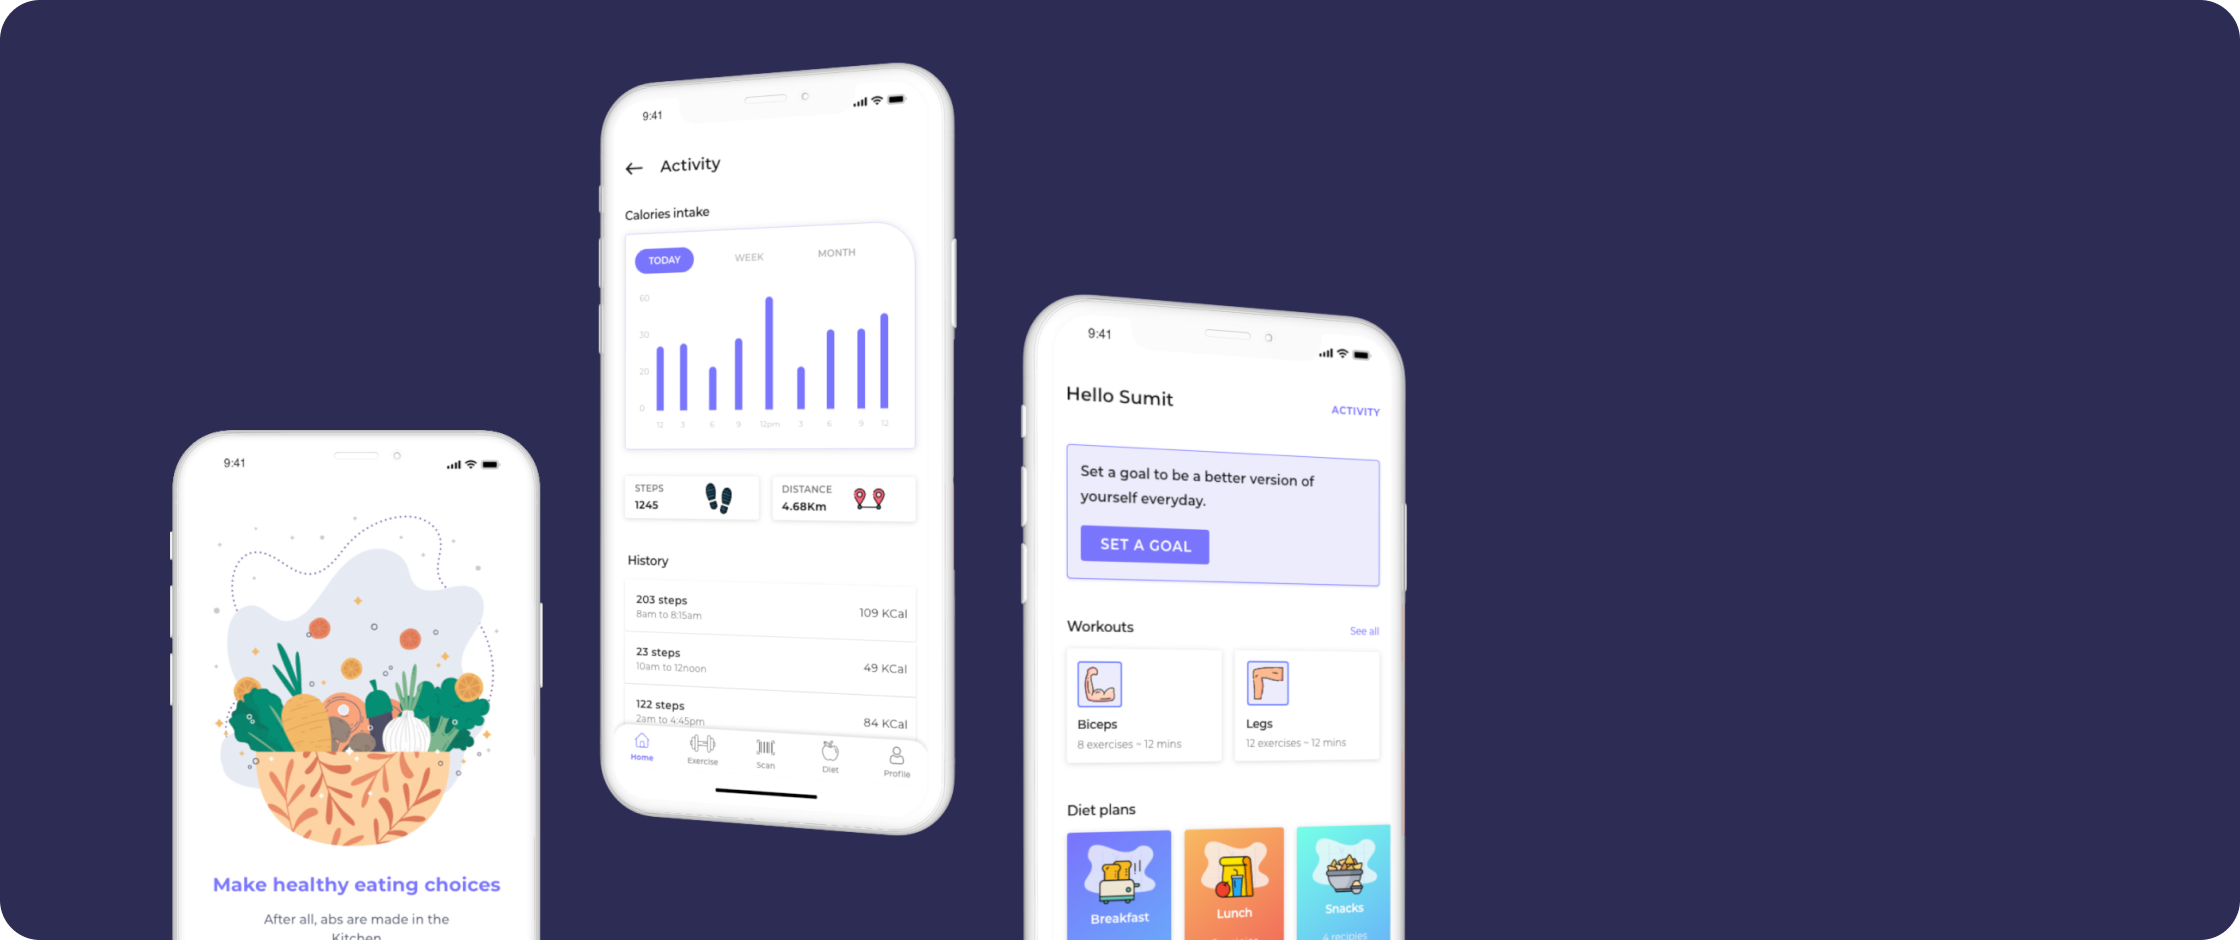 9:41
Make healthy eating choices
After all, abs are made in the
Kitchen
9:41
Activity
Calories intake
TODAY WEEK MONTH
60
30
20
0
12 3 6 9 12pm 3 6 9 12
STEPS
1245
DISTANCE
4.68Km
History
203 steps
8am to 8:15am
109 KCal
23 steps
10am to 12noon
49 KCal
122 steps
2am to 4:45pm
84 KCal
Home Exercise Scan Diet Profile
9:41
Hello Sumit
ACTIVITY
Set a goal to be a better version of
yourself everyday.
SET A GOAL
Workouts
See all
Biceps
8 exercises ~ 12 mins
Legs
12 exercises ~ 12 mins
Diet plans
Breakfast
Lunch
Snacks
4 recipies